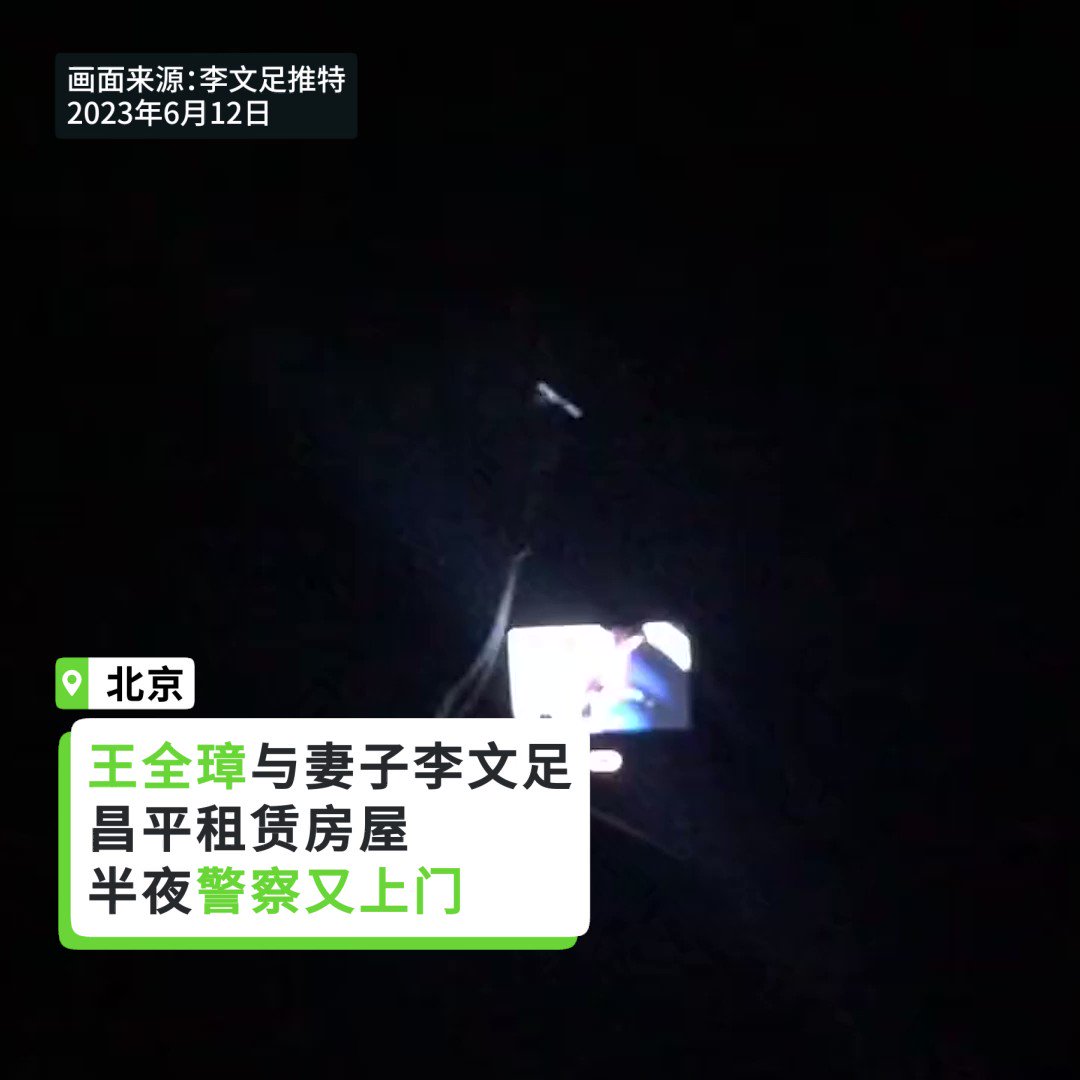 画面来源：李文足推特
2023年6月12日
北京
王全璋与妻子李文足
昌平租赁房屋
半夜警察又上门